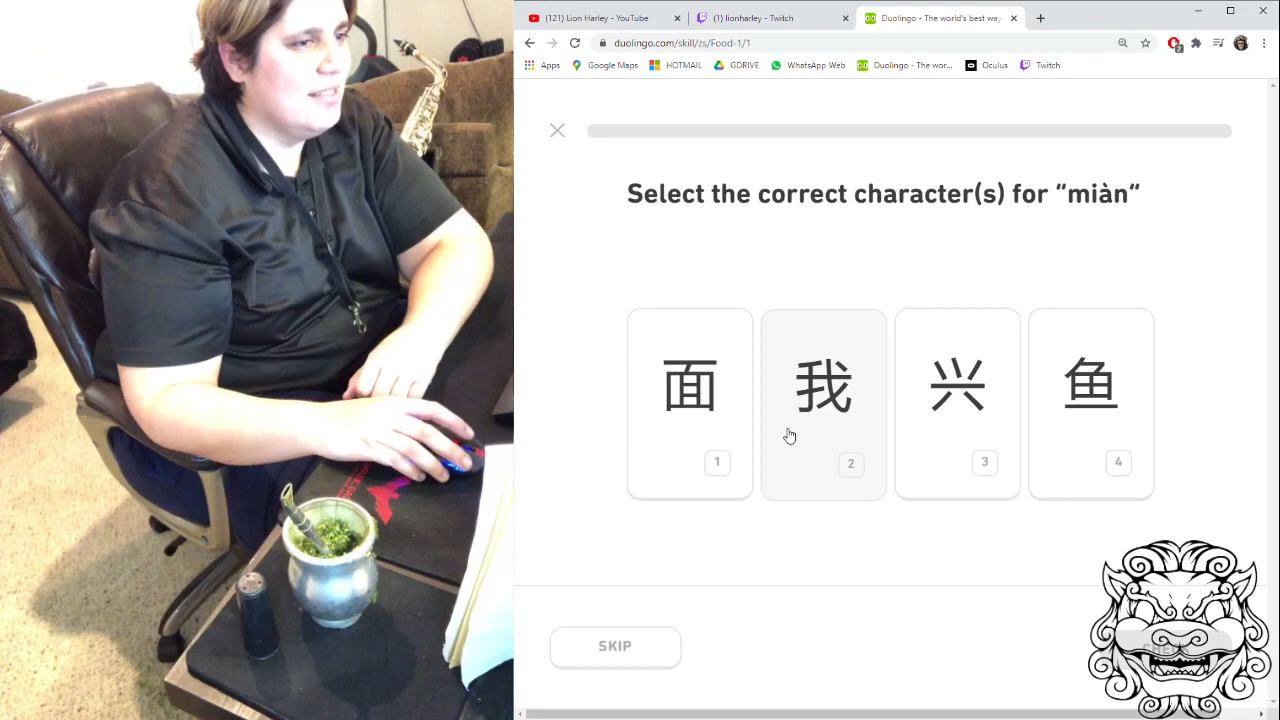 (121) Lion Harley - YouTube
(1) lionharley - Twitch
Duolingo - The world's best way
duolingo.com/skill/zs/Food-1/1
Apps
Google Maps
HOTMAIL
GDRIVE
WhatsApp Web
Duolingo - The wor...
Oculus
Twitch
Select the correct character(s) for “miàn”
面
我
兴
鱼
1
2
3
4
SKIP